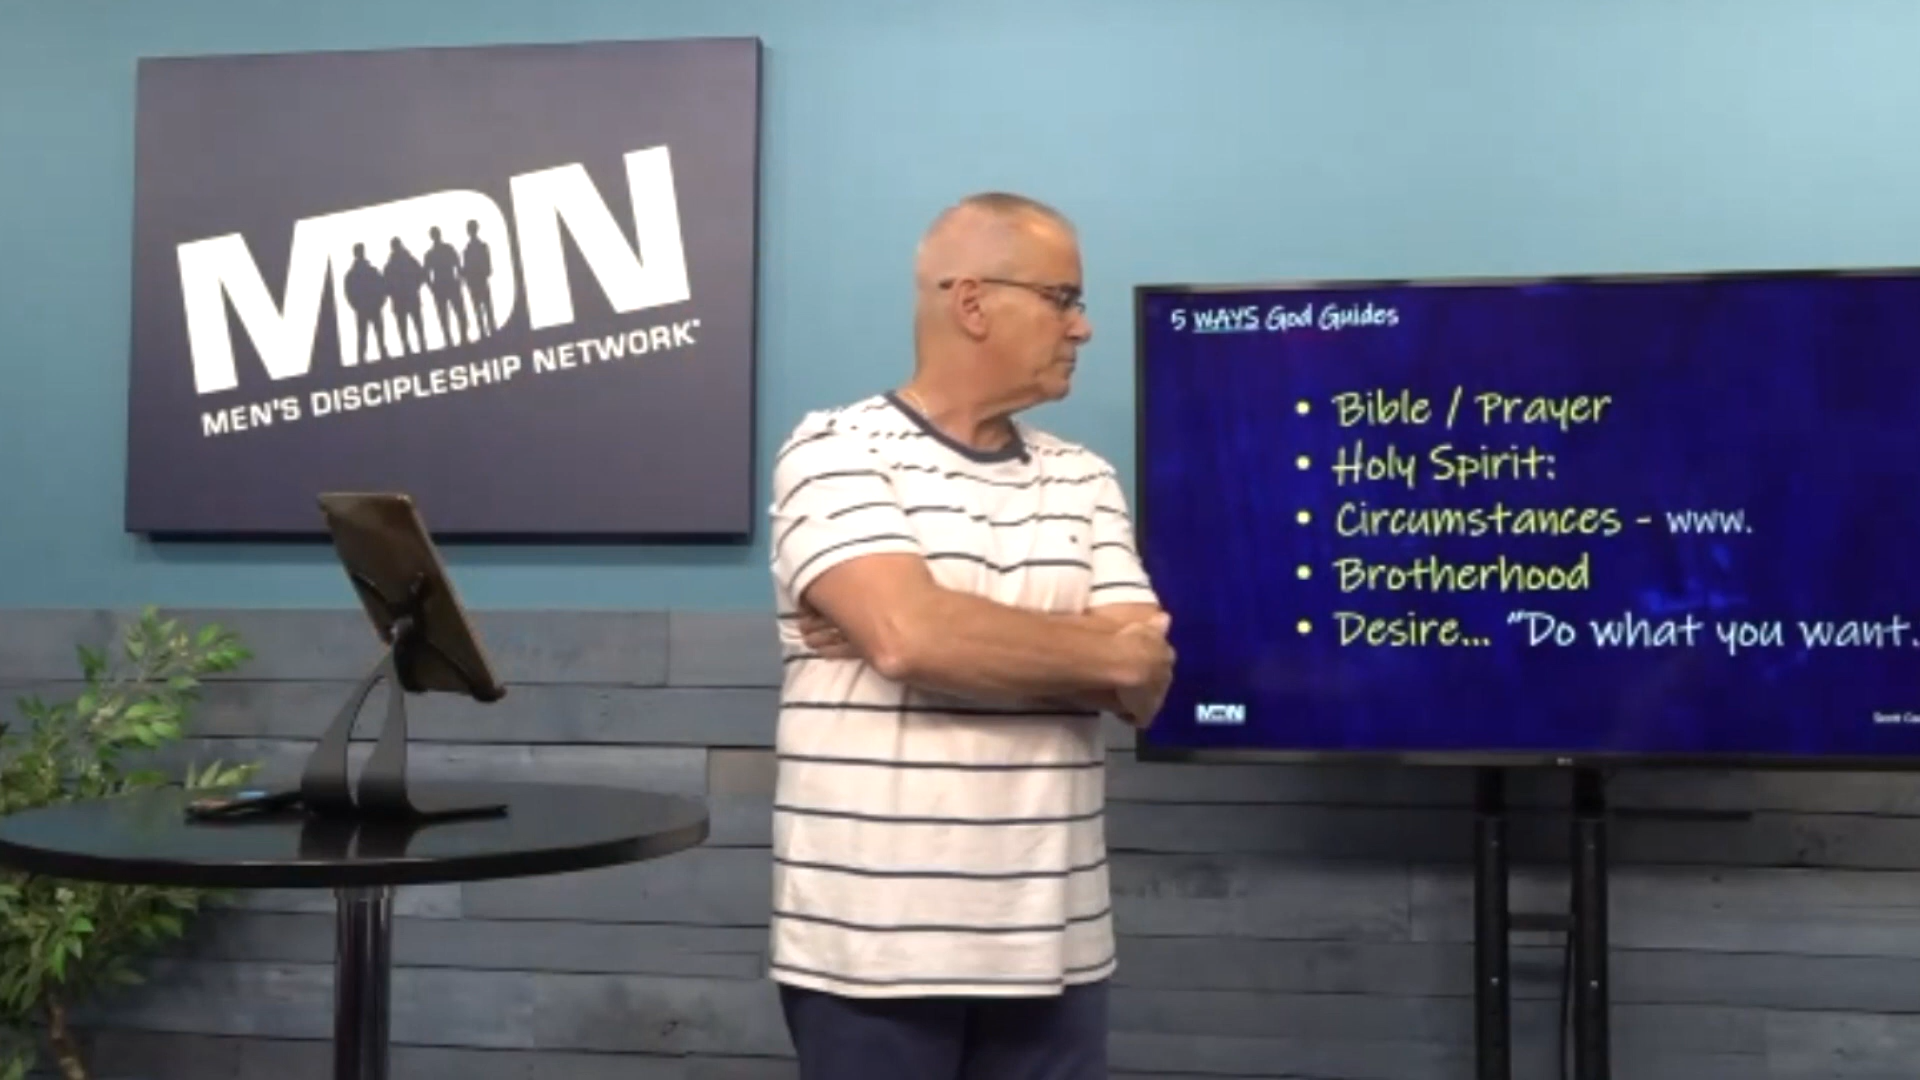 MDN
MEN'S DISCIPLESHIP NETWORK
5 WAYS God Guides
• Bible / Prayer
• Holy Spirit:
• Circumstances - www.
• Brotherhood
• Desire... "Do what you want.
MDN
Scott